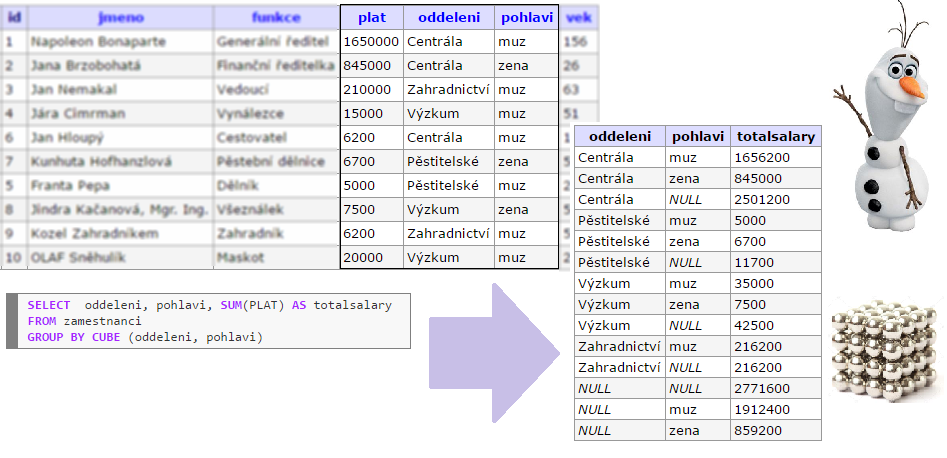 id jmeno funkce plat oddeleni pohlavi vek
1 Napoleon Bonaparte Generální ředitel 1650000 Centrála muz 156
2 Jana Brzobohatá Finanční ředitelka 845000 Centrála zena 26
3 Jan Nemakal Vedoucí 210000 Zahradnictví muz 63
4 Jára Cimrman Vynálezce 15000 Výzkum muz 51
6 Jan Hloupý Cestovatel 6200 Centrála muz
7 Kunhuta Hofhanzlová Pěstební dělnice 6700 Pěstitelské zena
5 Franta Pepa Dělník 5000 Pěstitelské muz
8 Jindra Kačanová, Mgr. Ing. Všeználek 7500 Výzkum zena
9 Kozel Zahradníkem Zahradník 6200 Zahradnictví muz
10 OLAF Sněhulík Maskot 20000 Výzkum muz
SELECT oddeleni, pohlavi, SUM(PLAT) AS totalsalary
FROM zamestnanci
GROUP BY CUBE (oddeleni, pohlavi)
oddeleni pohlavi totalsalary
Centrála muz 1656200
Centrála zena 845000
Centrála NULL 2501200
Pěstitelské muz 5000
Pěstitelské zena 6700
Pěstitelské NULL 11700
Výzkum muz 35000
Výzkum zena 7500
Výzkum NULL 42500
Zahradnictví muz 216200
Zahradnictví NULL 216200
NULL NULL 2771600
NULL muz 1912400
NULL zena 859200